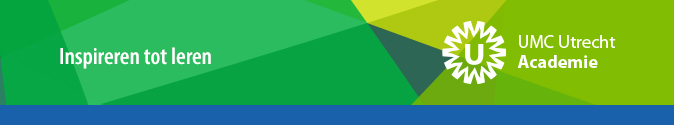 Inspireren tot leren
U
UMC Utrecht
Academie